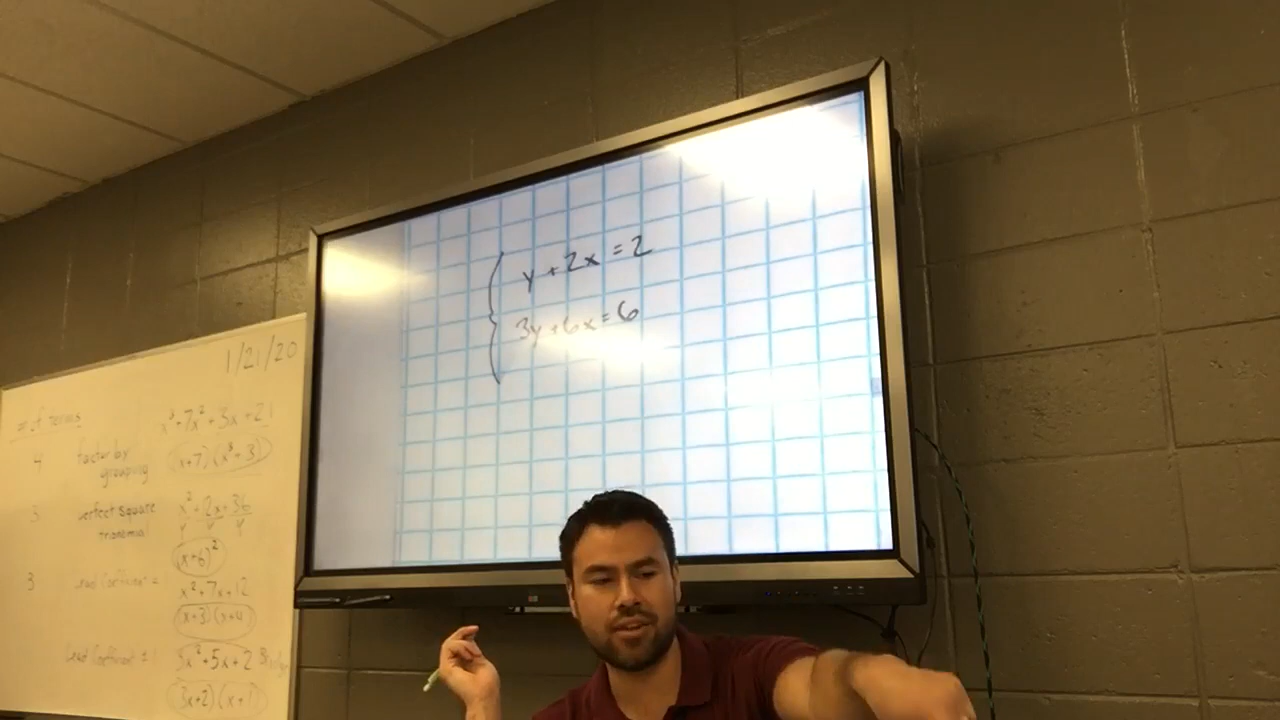 y + 2x = 2
3y + 6x = 6
1/21/20
# of terms
x³+7x²+3x+21
4 factor by grouping
(x+7)(x²+3)
3 perfect square trinomial
x²+12x+36
(x+6)²
3 Lead Coefficient =
x²+7x+12
(x+3)(x+4)
Lead Coefficient ≠ 1
3x²+5x+2
(3x+2)(x+1)